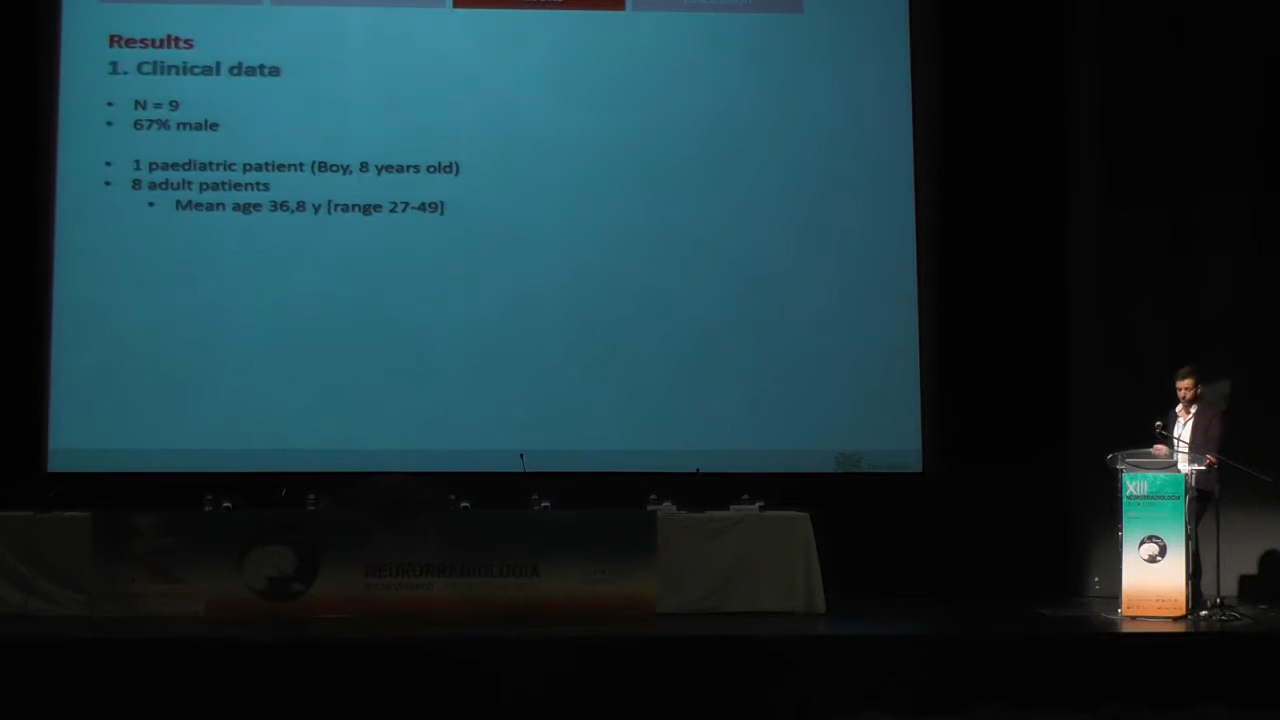 Results
1. Clinical data
• N = 9
• 67% male
• 1 paediatric patient (Boy, 8 years old)
• 8 adult patients
• Mean age 36,8 y [range 27-49]
XIII
NEURORRADIOLOGIA
NEURORRADIOLOGIA